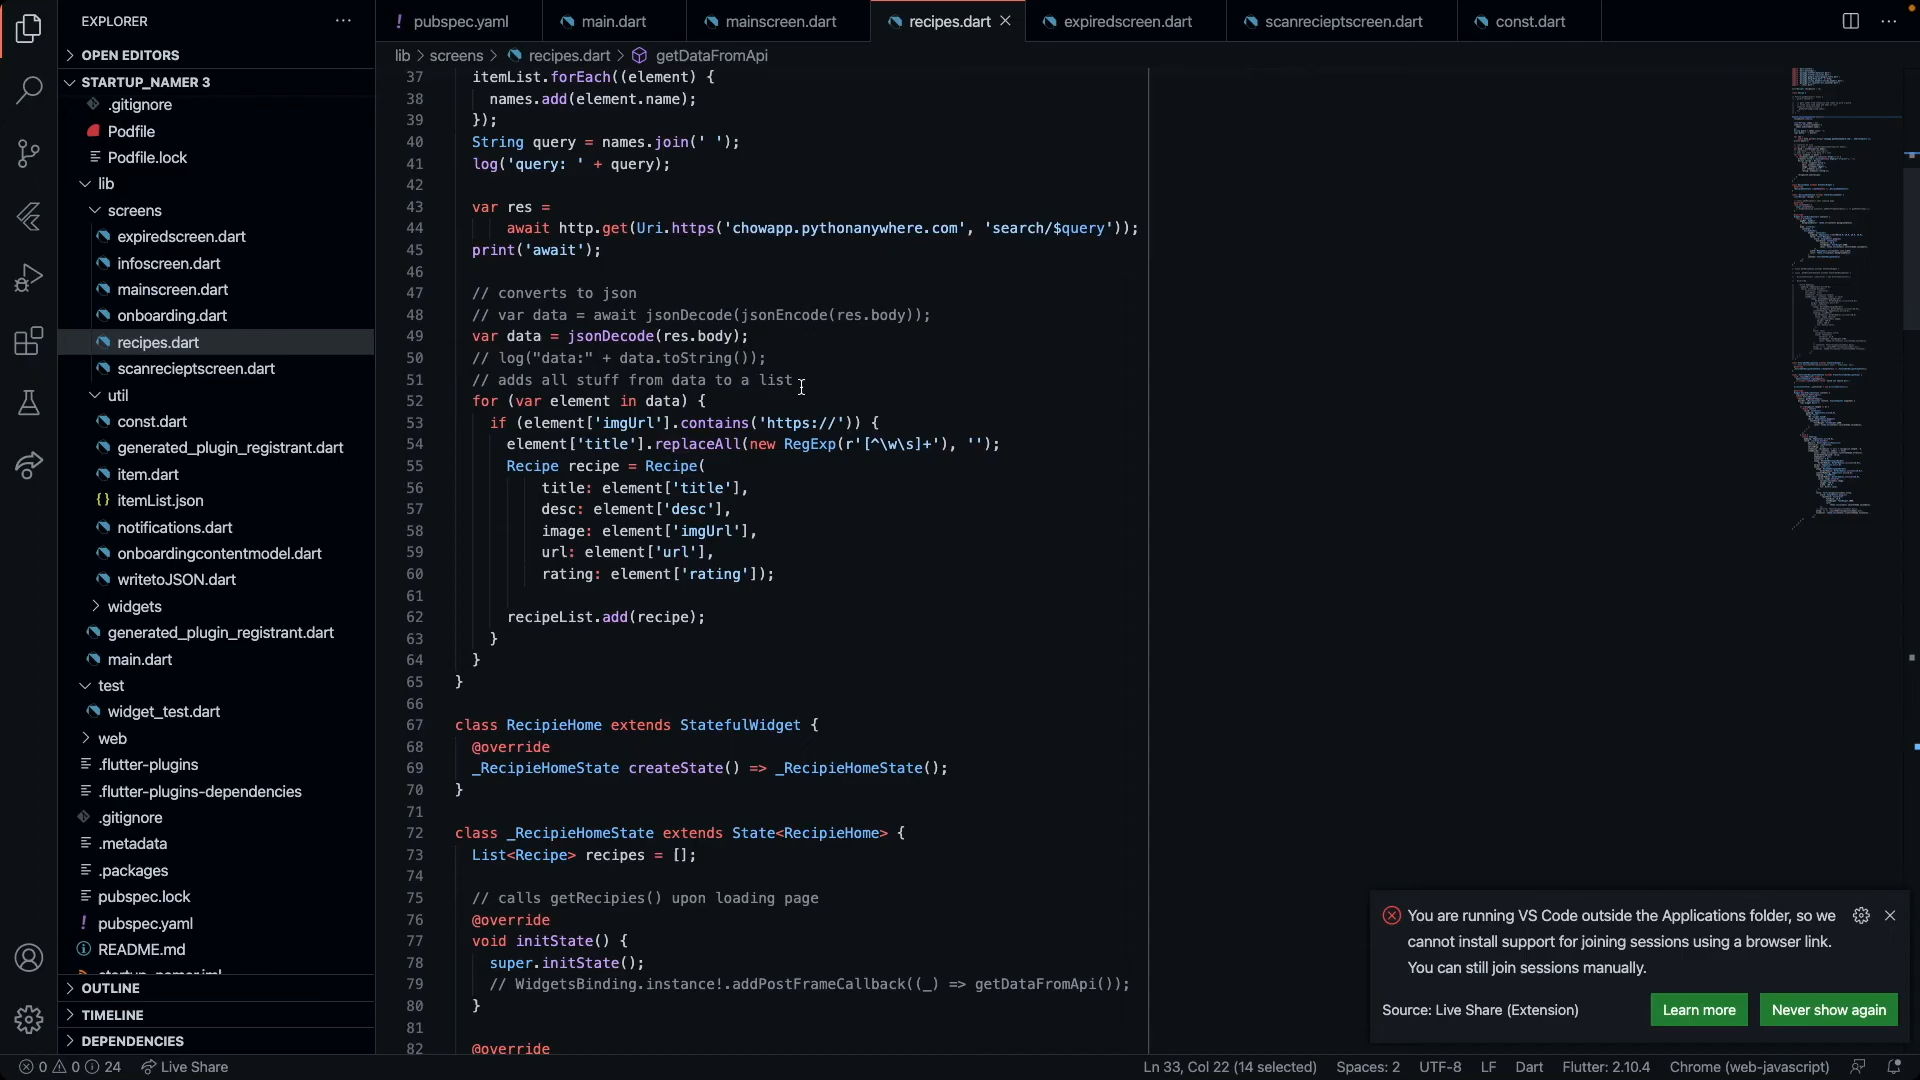 EXPLORER
OPEN EDITORS
STARTUP_NAMER 3
.gitignore
Podfile
Podfile.lock
lib
screens
expiredscreen.dart
infoscreen.dart
mainscreen.dart
onboarding.dart
recipes.dart
scanrecieptscreen.dart
util
const.dart
generated_plugin_registrant.dart
item.dart
{} itemList.json
notifications.dart
onboardingcontentmodel.dart
writetoJSON.dart
widgets
generated_plugin_registrant.dart
main.dart
test
widget_test.dart
web
.flutter-plugins
.flutter-plugins-dependencies
.gitignore
.metadata
.packages
pubspec.lock
! pubspec.yaml
README.md
OUTLINE
TIMELINE
DEPENDENCIES
! pubspec.yaml main.dart mainscreen.dart recipes.dart expiredscreen.dart scanrecieptscreen.dart const.dart
lib > screens > recipes.dart > getDataFromApi
37 itemList.forEach((element) {
38 names.add(element.name);
39 });
40 String query = names.join(' ');
41 log('query: ' + query);
42
43 var res =
44 await http.get(Uri.https('chowapp.pythonanywhere.com', 'search/$query'));
45 print('await');
46
47 // converts to json
48 // var data = await jsonDecode(jsonEncode(res.body));
49 var data = jsonDecode(res.body);
50 // log("data:" + data.toString());
51 // adds all stuff from data to a list
52 for (var element in data) {
53 if (element['imgUrl'].contains('https://')) {
54 element['title'].replaceAll(new RegExp(r'[^\w\s]+'), '');
55 Recipe recipe = Recipe(
56 title: element['title'],
57 desc: element['desc'],
58 image: element['imgUrl'],
59 url: element['url'],
60 rating: element['rating']);
61
62 recipeList.add(recipe);
63 }
64 }
65 }
66
67 class RecipieHome extends StatefulWidget {
68 @override
69 _RecipieHomeState createState() => _RecipieHomeState();
70 }
71
72 class _RecipieHomeState extends State<RecipieHome> {
73 List<Recipe> recipes = [];
74
75 // calls getRecipies() upon loading page
76 @override
77 void initState() {
78 super.initState();
79 // WidgetsBinding.instance!.addPostFrameCallback((_) => getDataFromApi());
80 }
81
82 @override
You are running VS Code outside the Applications folder, so we
cannot install support for joining sessions using a browser link.
You can still join sessions manually.
Source: Live Share (Extension)
Learn more
Never show again
0 0 24 Live Share
Ln 33, Col 22 (14 selected) Spaces: 2 UTF-8 LF Dart Flutter: 2.10.4 Chrome (web-javascript)